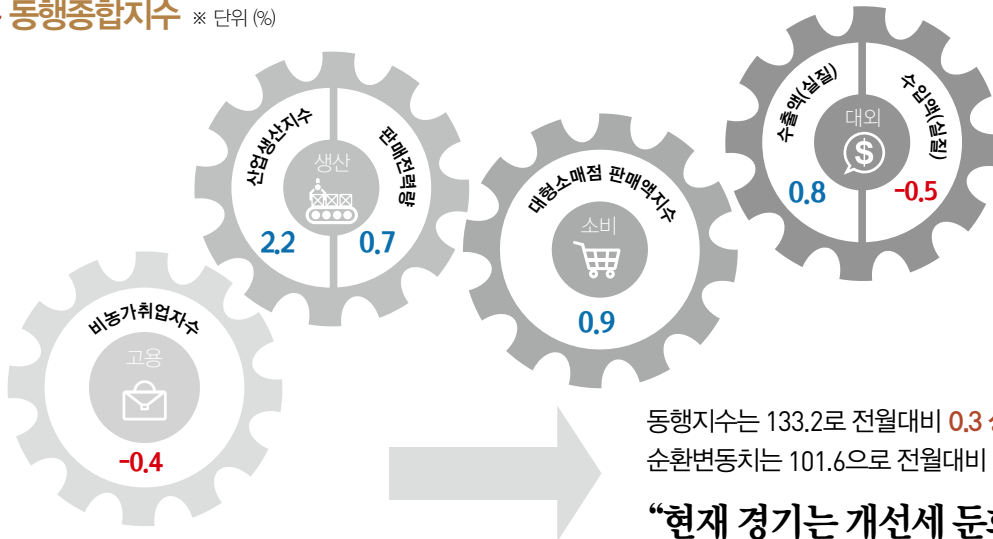 동행종합지수 ※ 단위 (%)
비농가취업자수
고용
-0.4
산업생산지수
판매전력량
생산
2.2
0.7
대형소매점 판매액지수
소비
0.9
수출액(실질)
수입액(실질)
대외
$
0.8
-0.5
동행지수는 133.2로 전월대비 0.3
순환변동치는 101.6으로 전월대비
“현재 경기는 개선세